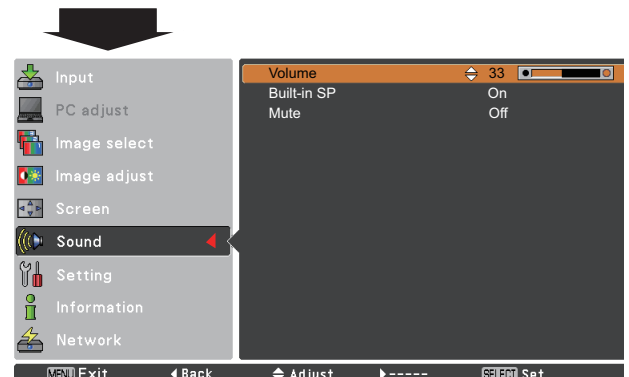 Input
PC adjust
Image select
Image adjust
Screen
Sound
Setting
Information
Network
Volume 33
Built-in SP On
Mute Off
MENU Exit Back Adjust ----- SELECT Set